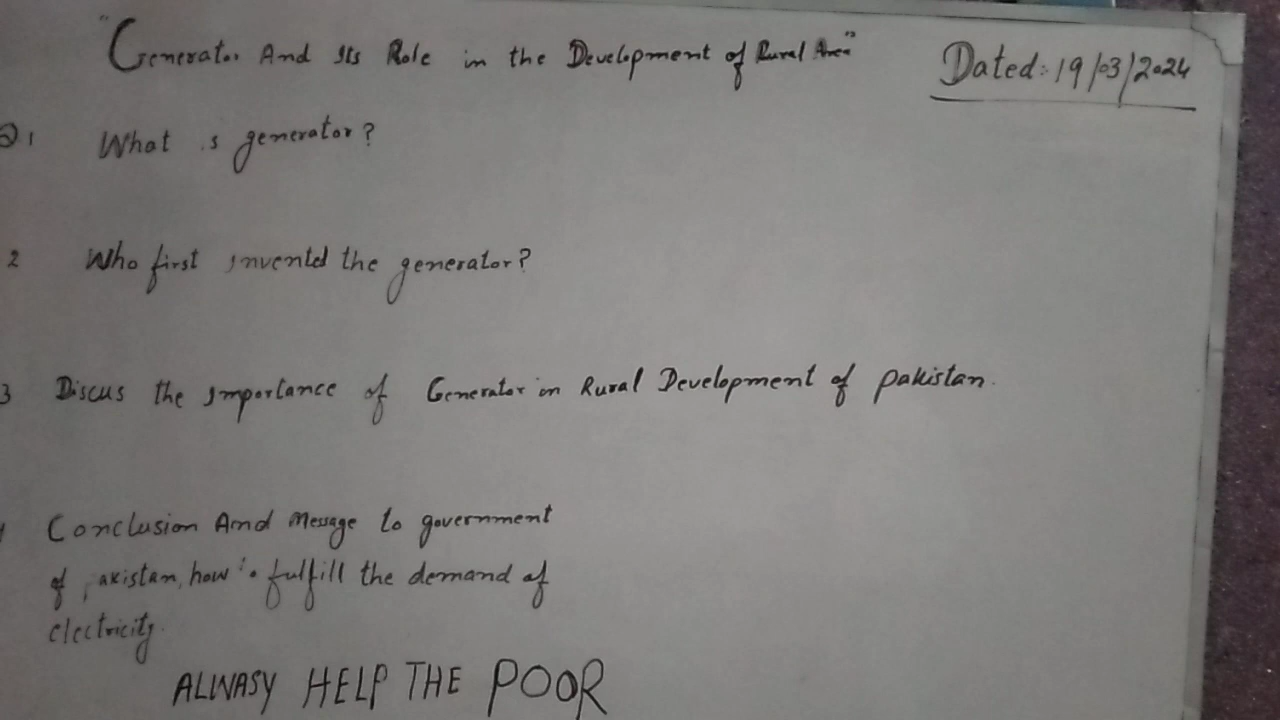 "Generator And Its Role in the Development of Rural Area"
Dated: 19/03/2024
Q1 What is generator?
2 Who first invented the generator?
3 Discus the importance of Generator in Rural Development of pakistan.
Conclusion And Message to government
of pakistan, how to fulfill the demand of
electricity.
ALWASY HELP THE POOR